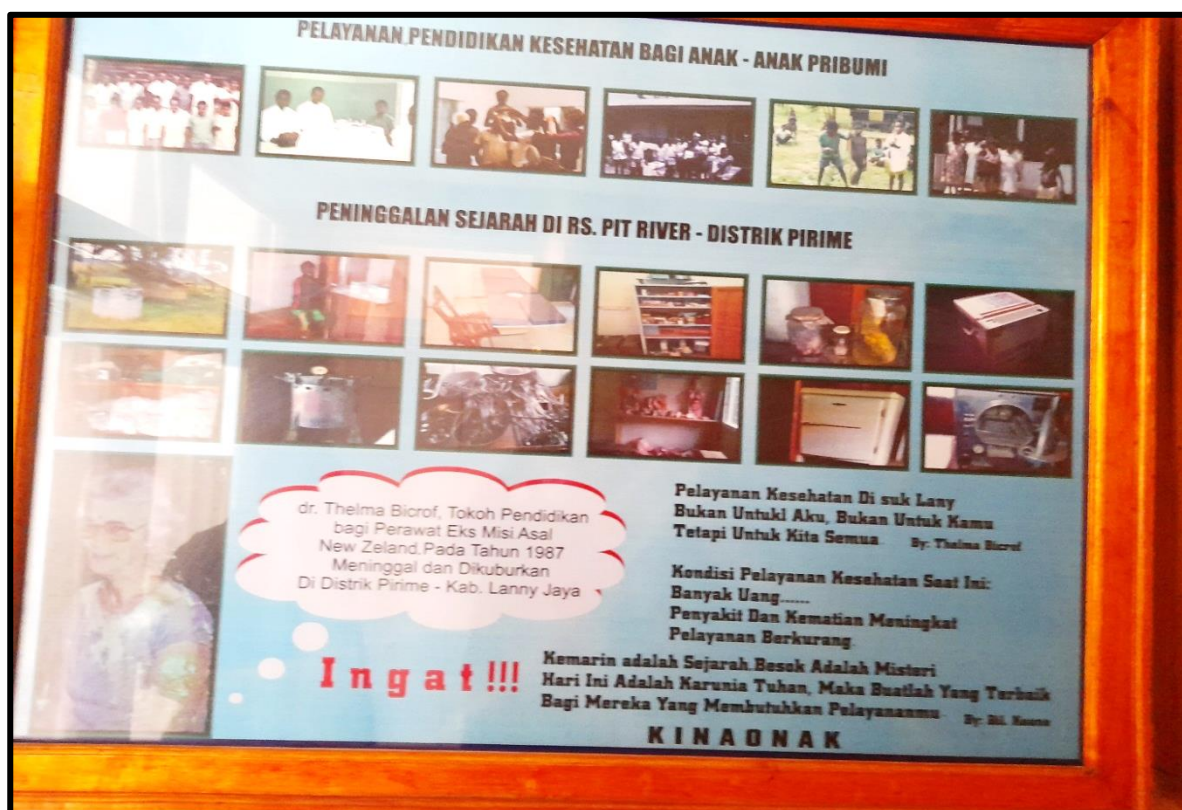 PELAYANAN PENDIDIKAN KESEHATAN BAGI ANAK - ANAK PRIBUMI
PENINGGALAN SEJARAH DI RS. PIT RIVER - DISTRIK PIRIME
dr. Thelma Bicrof, Tokoh Pendidikan
bagi Perawat Eks Misi Asal
New Zeland. Pada Tahun 1987
Meninggal dan Dikuburkan
Di Distrik Pirime - Kab. Lanny Jaya
Pelayanan Kesehatan Di suk Lany
Bukan Untukl Aku, Bukan Untuk Kamu
Tetapi Untuk Kita Semua By: Thelma Bicrof
Kondisi Pelayanan Kesehatan Saat Ini:
Banyak Uang......
Penyakit Dan Kematian Meningkat
Pelayanan Berkurang
Ingat!!!
Kemarin adalah Sejarah Besok Adalah Misteri
Hari Ini Adalah Karunia Tuhan, Maka Buatlah Yang Terbaik
Bagi Mereka Yang Membutuhkan Pelayananmu By:
KINAONAK